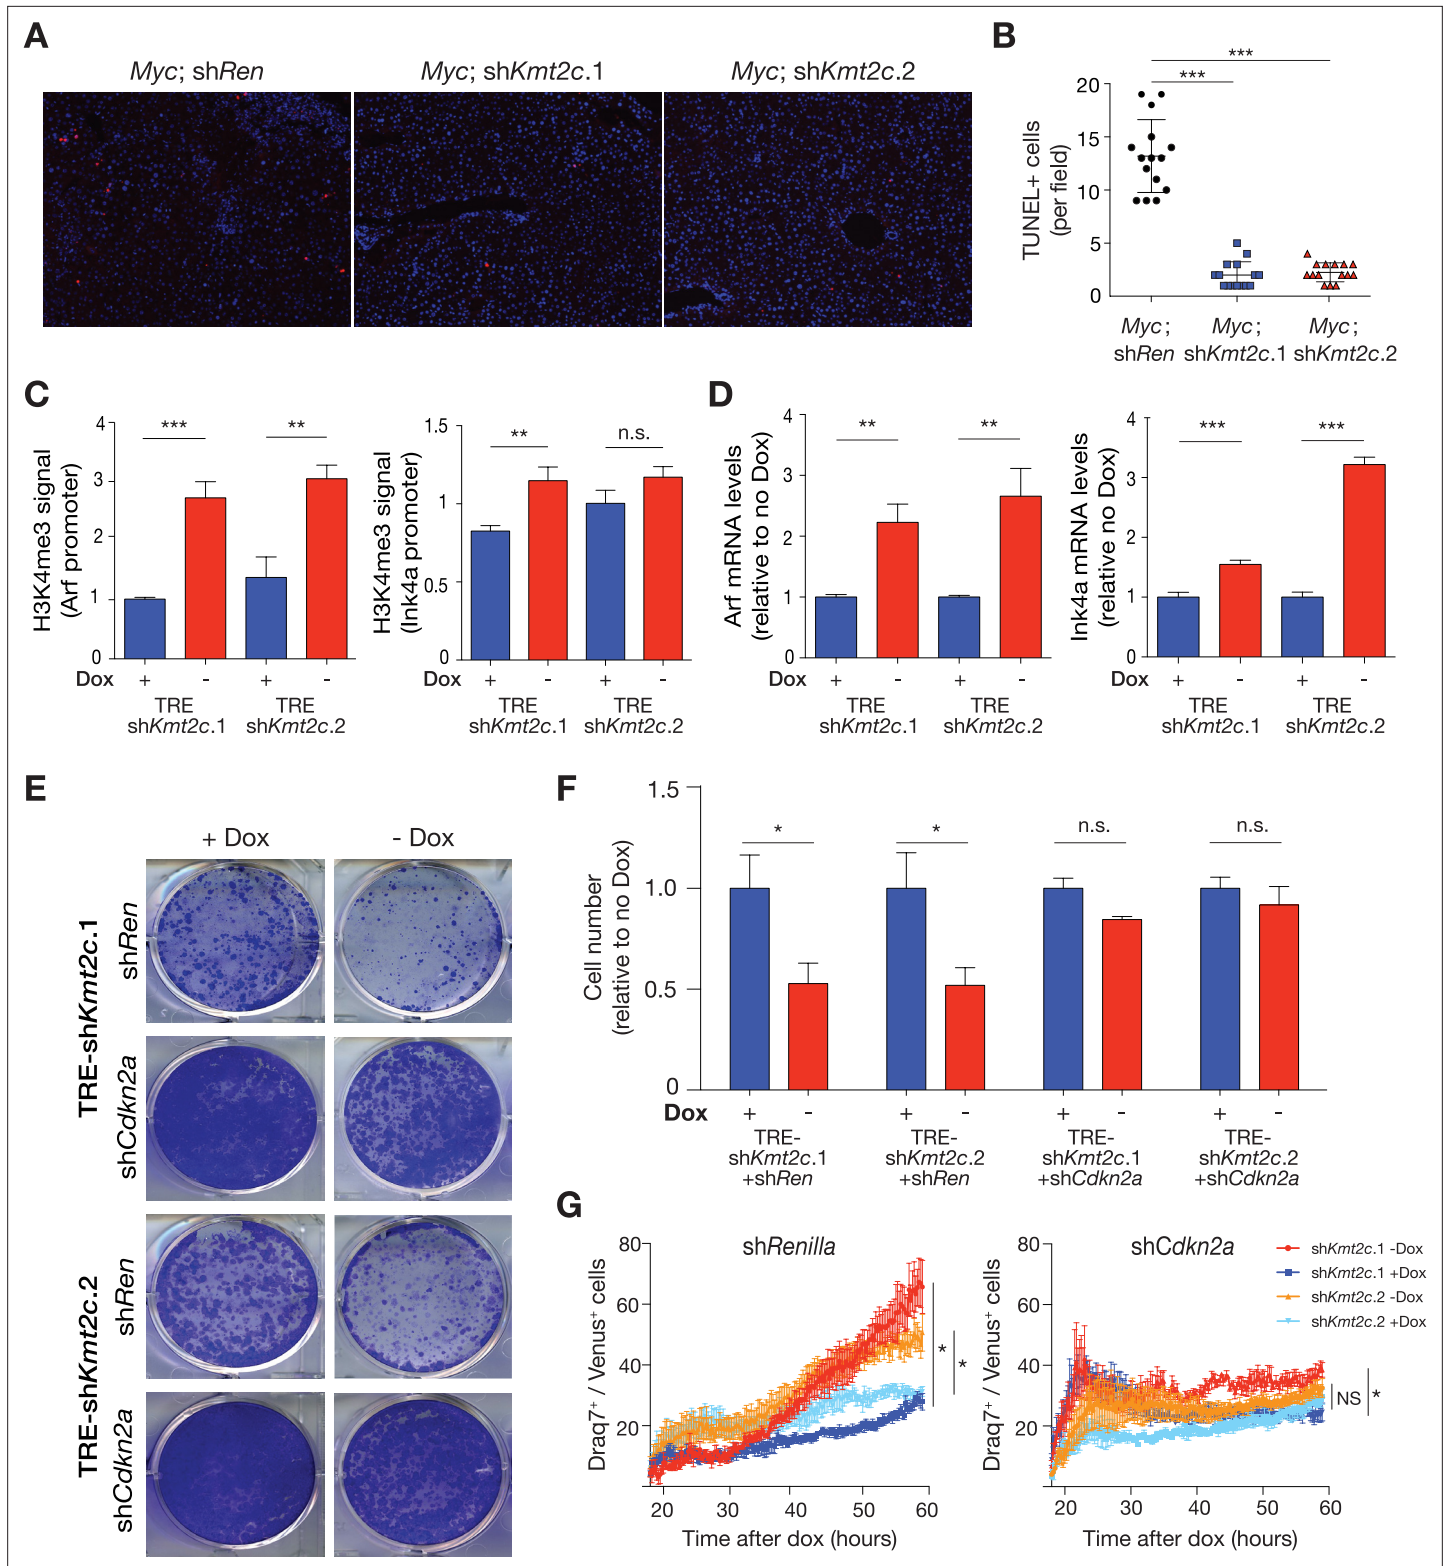 A
Myc; shRen
Myc; shKmt2c.1
Myc; shKmt2c.2
B
***
***
TUNEL+ cells
(per field)
20
15
10
5
0
Myc;
shRen
Myc;
shKmt2c.1
Myc;
shKmt2c.2
C
H3K4me3 signal
(Arf promoter)
4
3
2
1
0
***
**
Dox + - + -
TRE
shKmt2c.1
TRE
shKmt2c.2
H3K4me3 signal
(Ink4a promoter)
1.5
1
0.5
0
**
n.s.
Dox + - + -
TRE
shKmt2c.1
TRE
shKmt2c.2
D
Arf mRNA levels
(relative to no Dox)
4
3
2
1
0
**
**
Dox + - + -
TRE
shKmt2c.1
TRE
shKmt2c.2
Ink4a mRNA levels
(relative no Dox)
4
3
2
1
0
***
***
Dox + - + -
TRE
shKmt2c.1
TRE
shKmt2c.2
E
+ Dox
- Dox
TRE-shKmt2c.1
shRen
shCdkn2a
TRE-shKmt2c.2
shRen
shCdkn2a
F
Cell number
(relative to no Dox)
1.5
1.0
0.5
0
*
*
n.s.
n.s.
Dox + - + - + - + -
TRE-
shKmt2c.1
+shRen
TRE-
shKmt2c.2
+shRen
TRE-
shKmt2c.1
+shCdkn2a
TRE-
shKmt2c.2
+shCdkn2a
G
shRenilla
Draq7+ / Venus+ cells
80
60
40
20
*
*
20 30 40 50 60
Time after dox (hours)
shCdkn2a
Draq7+ / Venus+ cells
80
60
40
20
NS
*
20 30 40 50 60
Time after dox (hours)
shKmt2c.1 -Dox
shKmt2c.1 +Dox
shKmt2c.2 -Dox
shKmt2c.2 +Dox